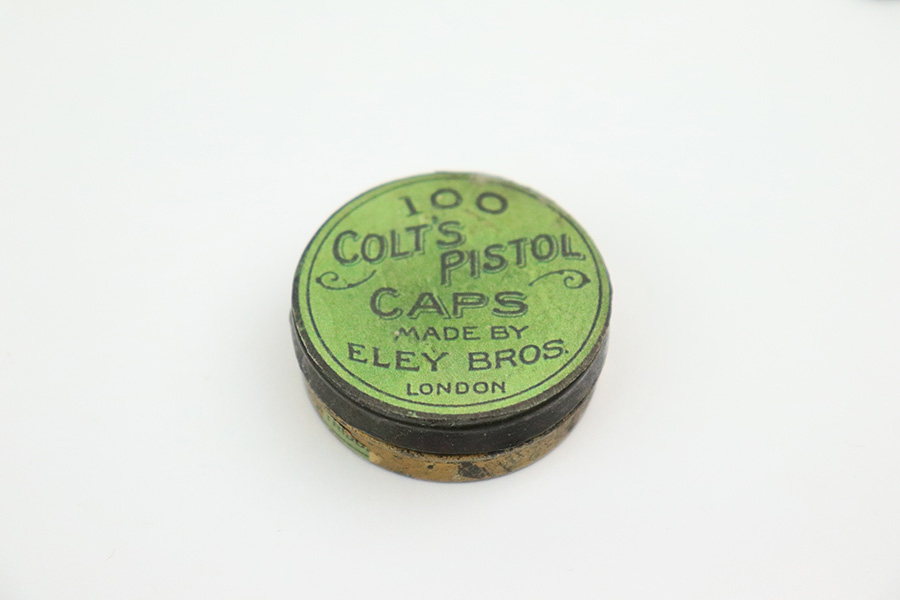 100
COLT'S
PISTOL
CAPS
MADE BY
ELEY BROS.
LONDON